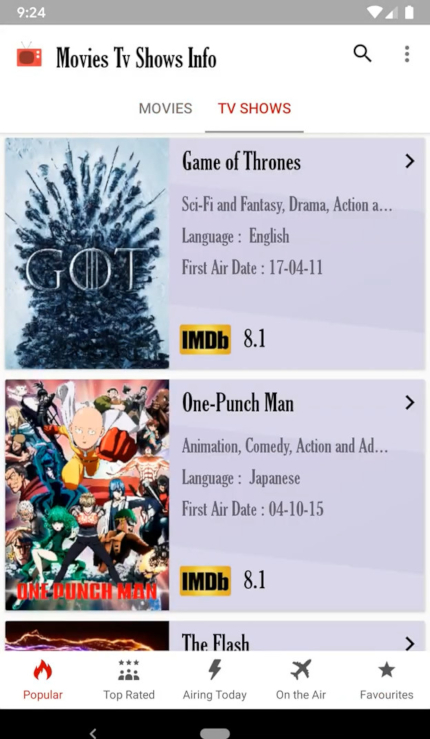 9:24
Movies Tv Shows Info
MOVIES
TV SHOWS
GOT
Game of Thrones
Sci-Fi and Fantasy, Drama, Action a...
Language : English
First Air Date : 17-04-11
IMDb 8.1
ONE PUNCH MAN
One-Punch Man
Animation, Comedy, Action and Ad...
Language : Japanese
First Air Date : 04-10-15
IMDb 8.1
The Flash
Popular
Top Rated
Airing Today
On the Air
Favourites